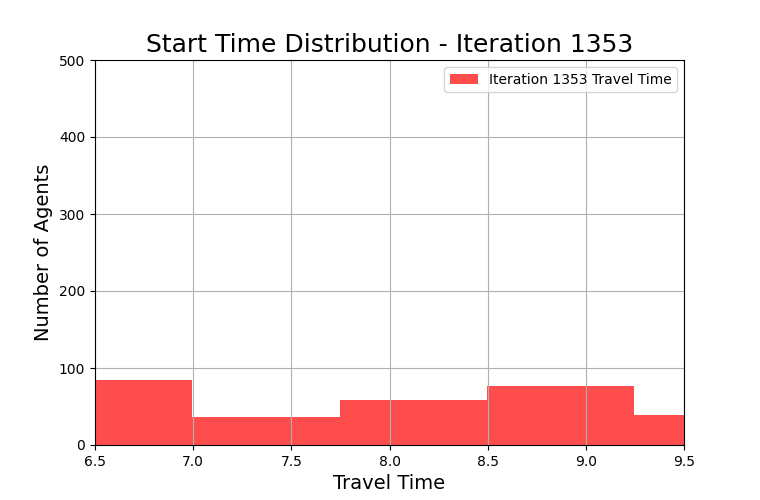 Start Time Distribution - Iteration 1353
Iteration 1353 Travel Time
Number of Agents
500
400
300
200
100
0
6.5 7.0 7.5 8.0 8.5 9.0 9.5
Travel Time